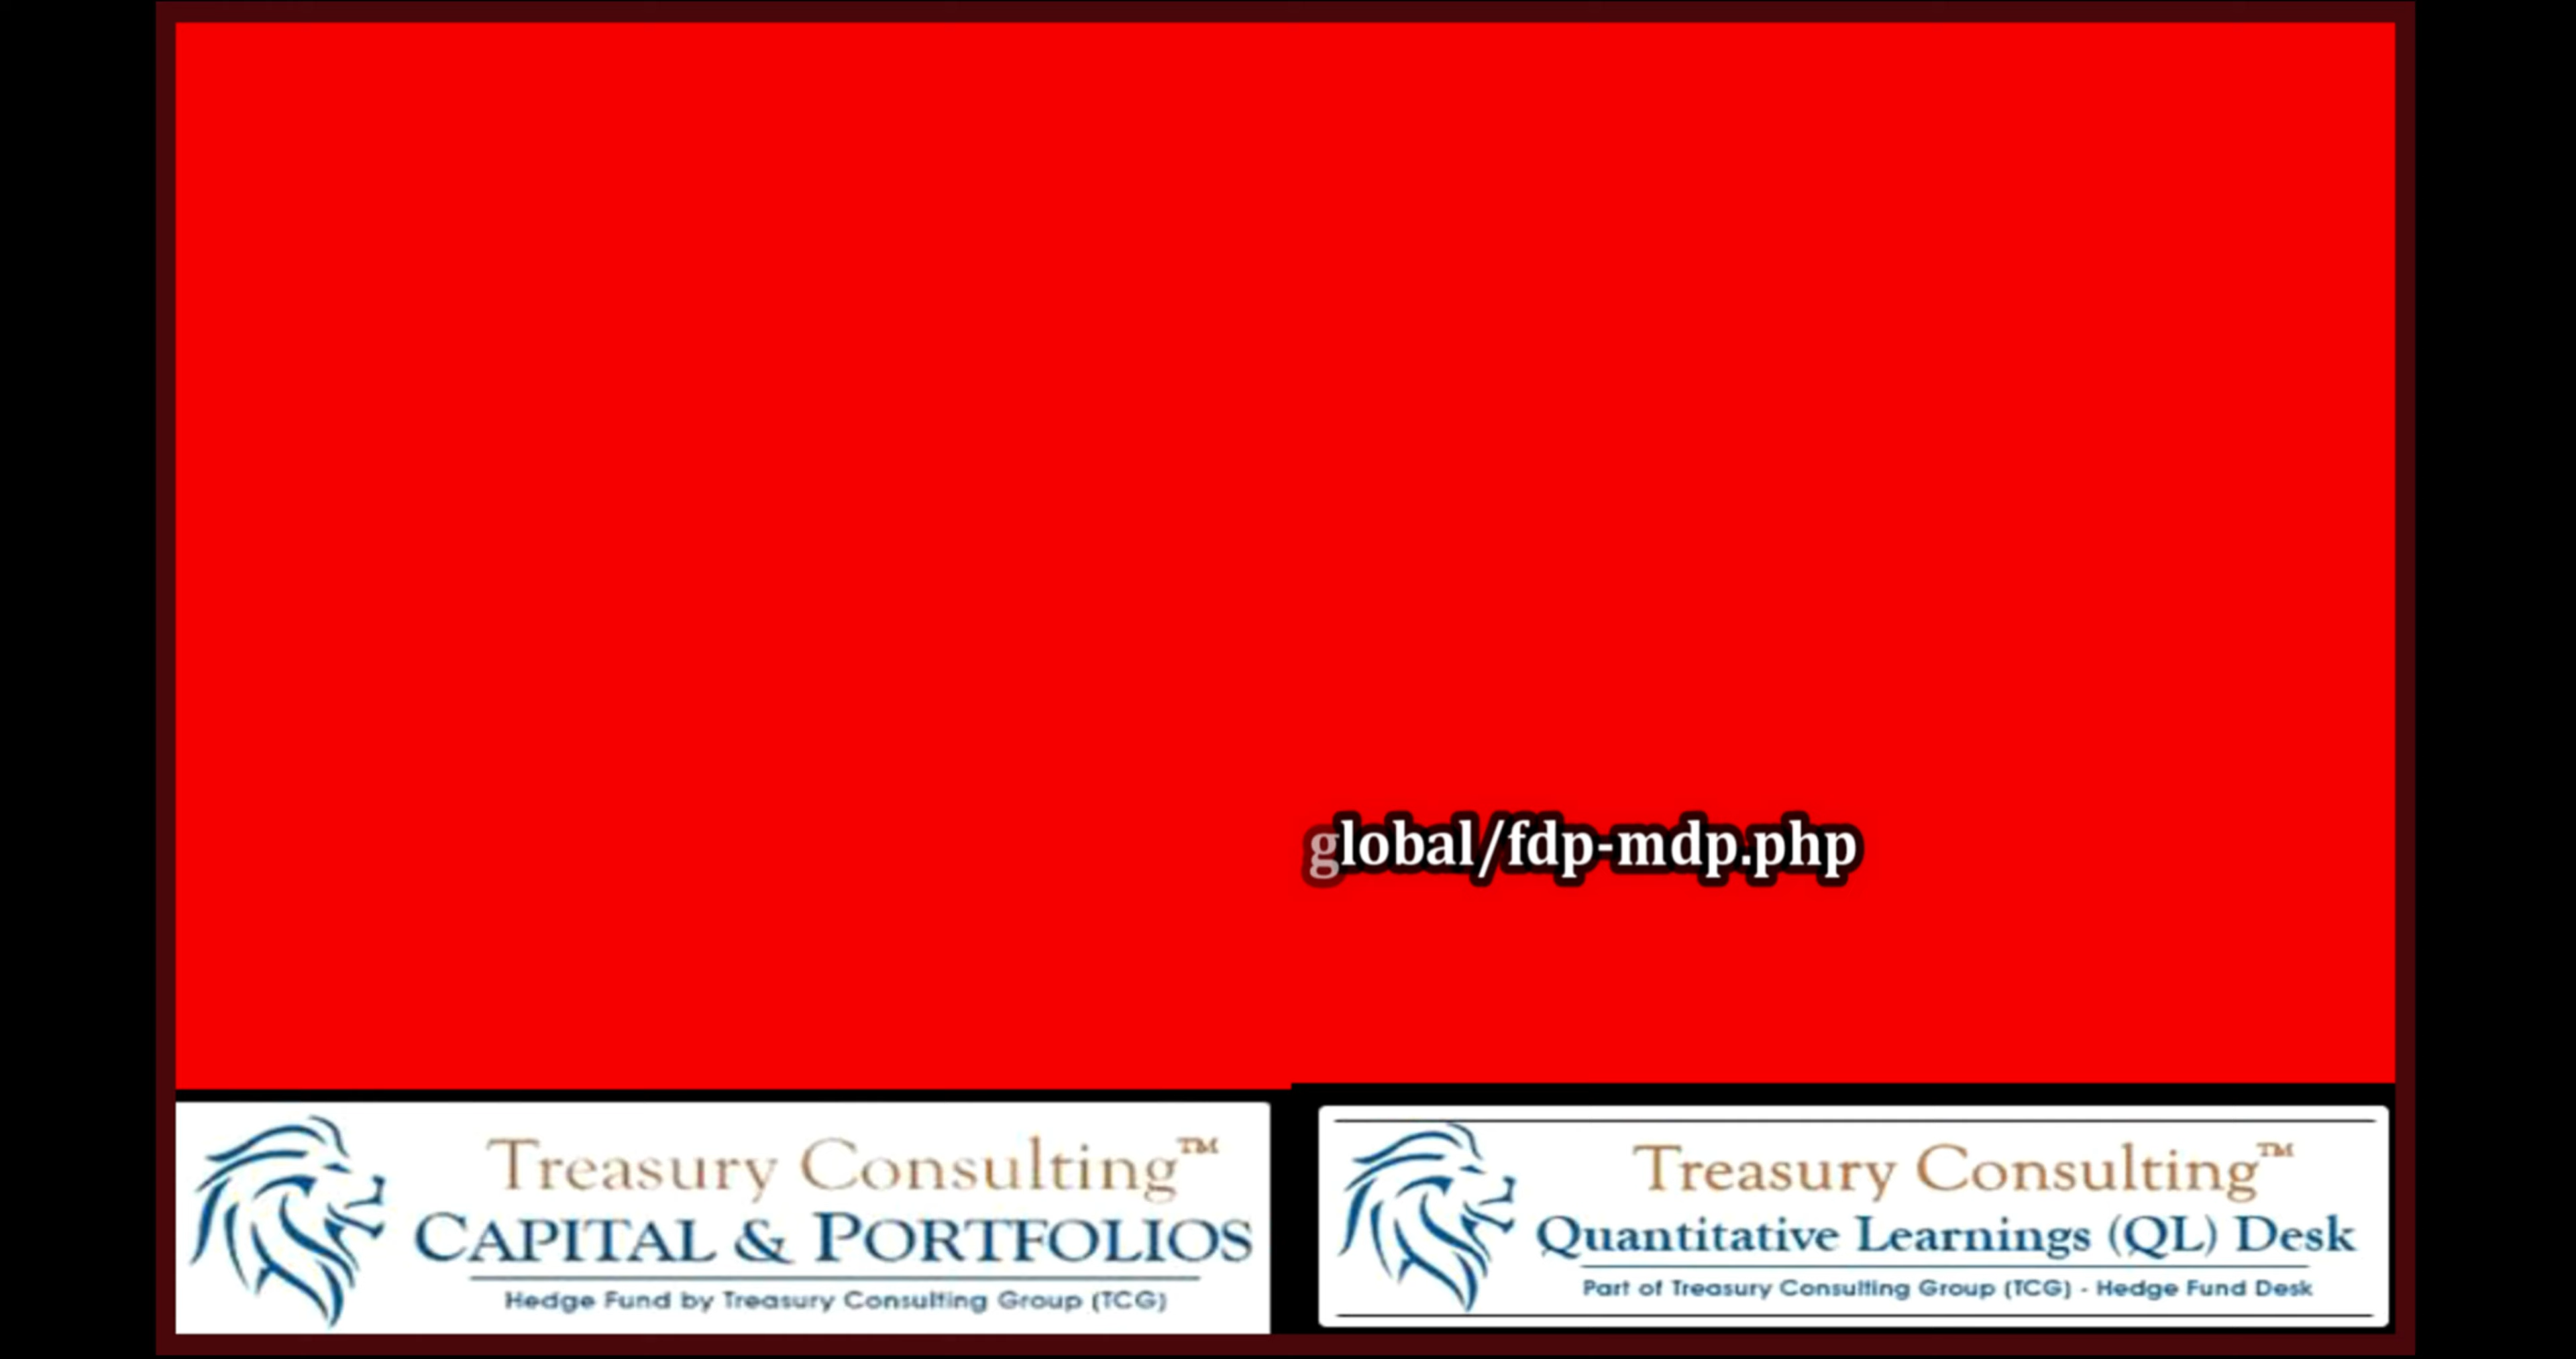 global/fdp-mdp.php
Treasury Consulting™
CAPITAL & PORTFOLIOS
Hedge Fund by Treasury Consulting Group (TCG)
Treasury Consulting™
Quantitative Learnings (QL) Desk
Part of Treasury Consulting Group (TCG) - Hedge Fund Desk